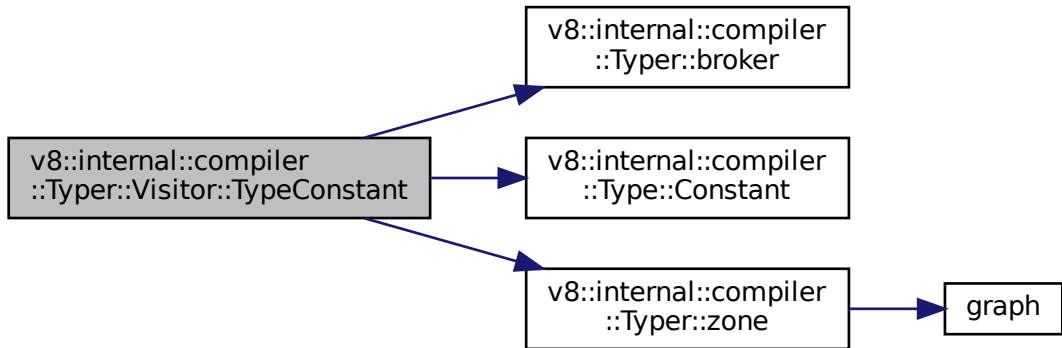 v8::internal::compiler
::Typer::broker
v8::internal::compiler
::Typer::Visitor::TypeConstant
v8::internal::compiler
::Type::Constant
v8::internal::compiler
::Typer::zone
graph